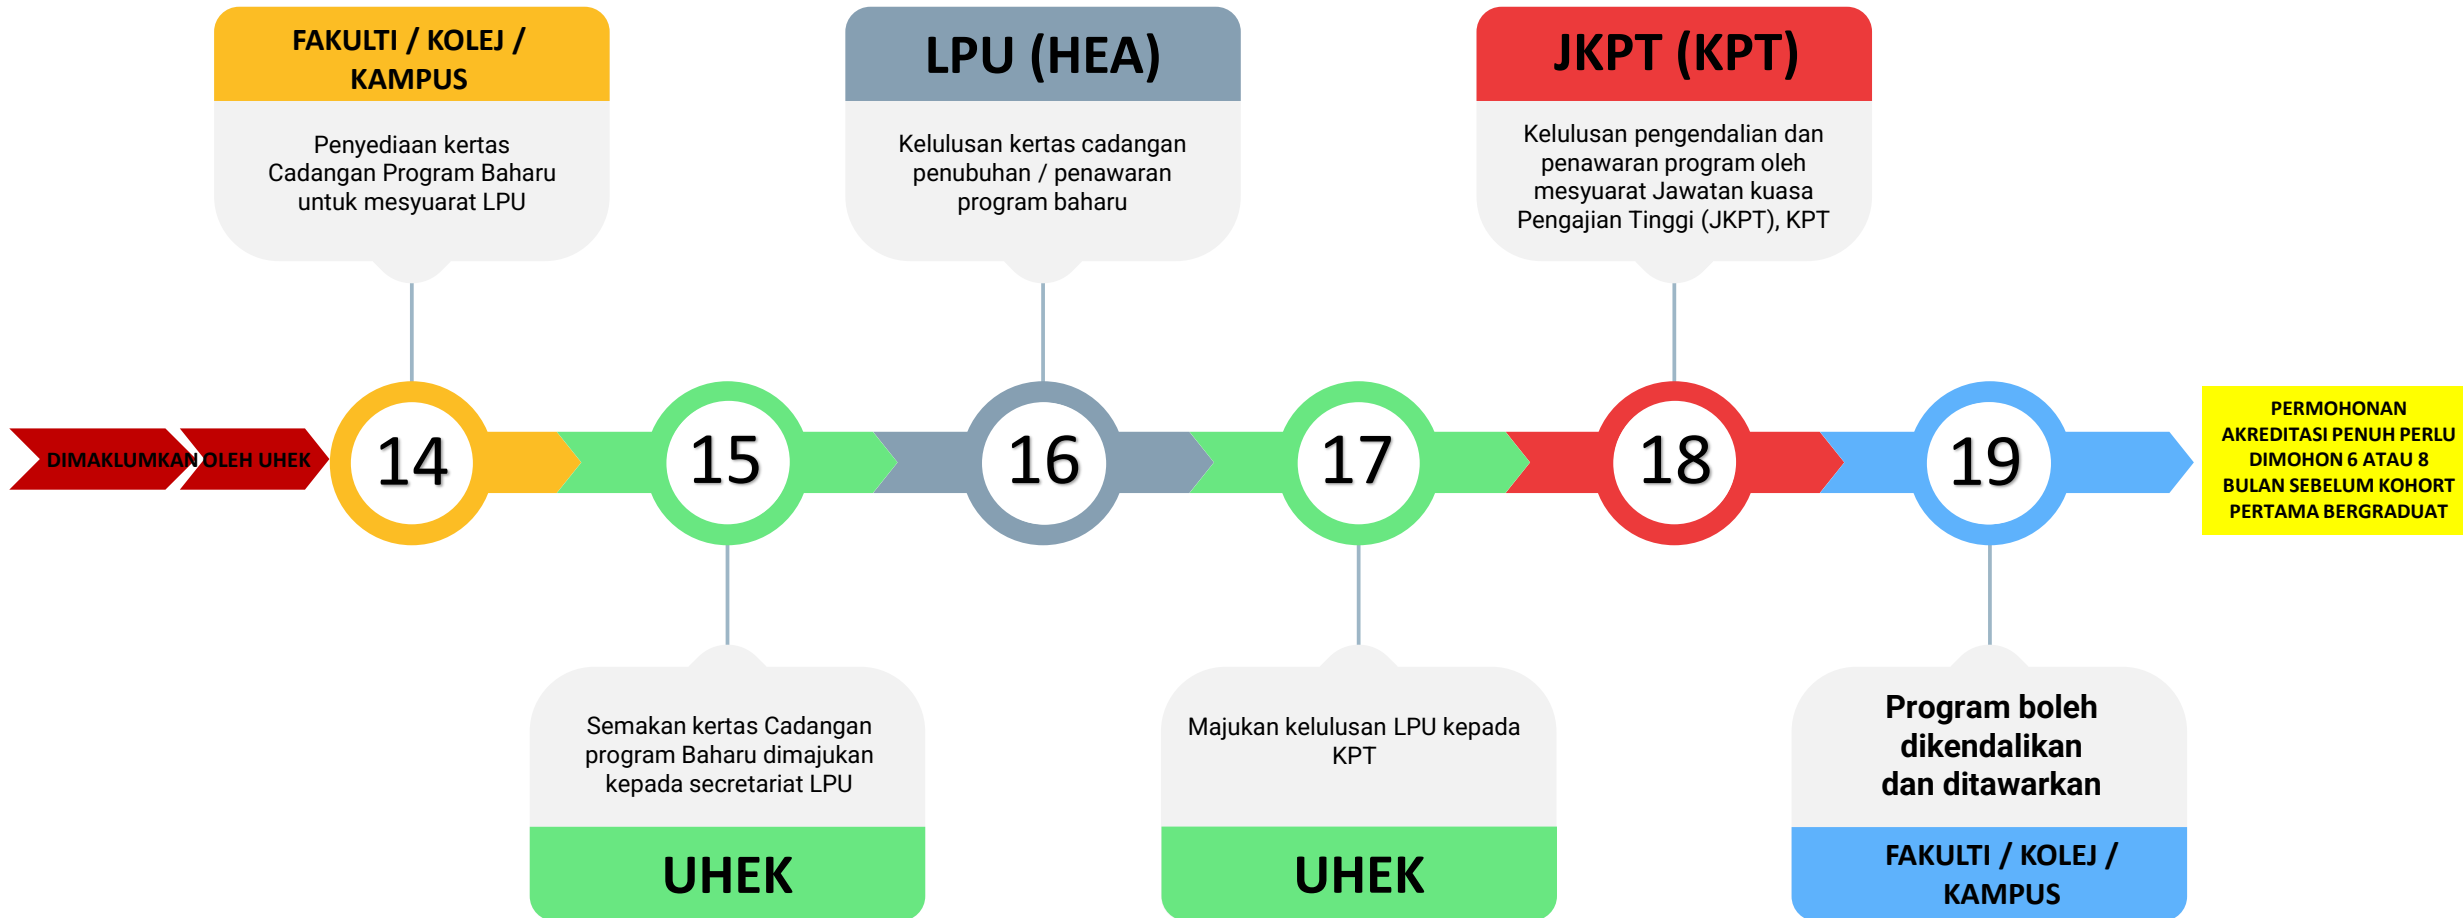 FAKULTI / KOLEJ /
KAMPUS
Penyediaan kertas
Cadangan Program Baharu
untuk mesyuarat LPU
LPU (HEA)
Kelulusan kertas cadangan
penubuhan / penawaran
program baharu
JKPT (KPT)
Kelulusan pengendalian dan
penawaran program oleh
mesyuarat Jawatan kuasa
Pengajian Tinggi (JKPT), KPT
DIMAKLUMKAN OLEH UHEK
14
15
16
17
18
19
PERMOHONAN
AKREDITASI PENUH PERLU
DIMOHON 6 ATAU 8
BULAN SEBELUM KOHORT
PERTAMA BERGRADUAT
Semakan kertas Cadangan
program Baharu dimajukan
kepada secretariat LPU
UHEK
Majukan kelulusan LPU kepada
KPT
UHEK
Program boleh
dikendalikan
dan ditawarkan
FAKULTI / KOLEJ /
KAMPUS